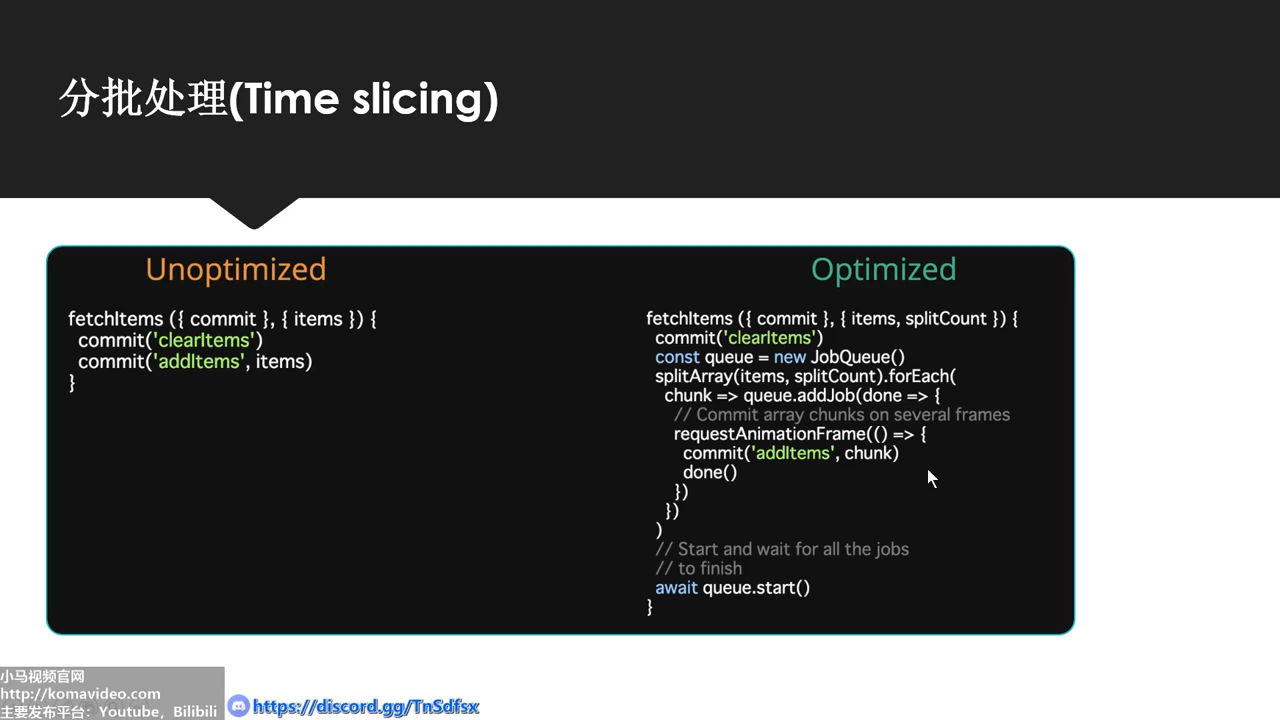 分批处理(Time slicing)
Unoptimized
fetchItems ({ commit }, { items }) {
commit('clearItems')
commit('addItems', items)
}
Optimized
fetchItems ({ commit }, { items, splitCount }) {
commit('clearItems')
const queue = new JobQueue()
splitArray(items, splitCount).forEach(
chunk => queue.addJob(done => {
// Commit array chunks on several frames
requestAnimationFrame(() => {
commit('addItems', chunk)
done()
})
})
)
// Start and wait for all the jobs
// to finish
await queue.start()
}
小马视频官网
http://komavideo.com
主要发布平台：Youtube，Bilibili
https://discord.gg/TnSdfsx